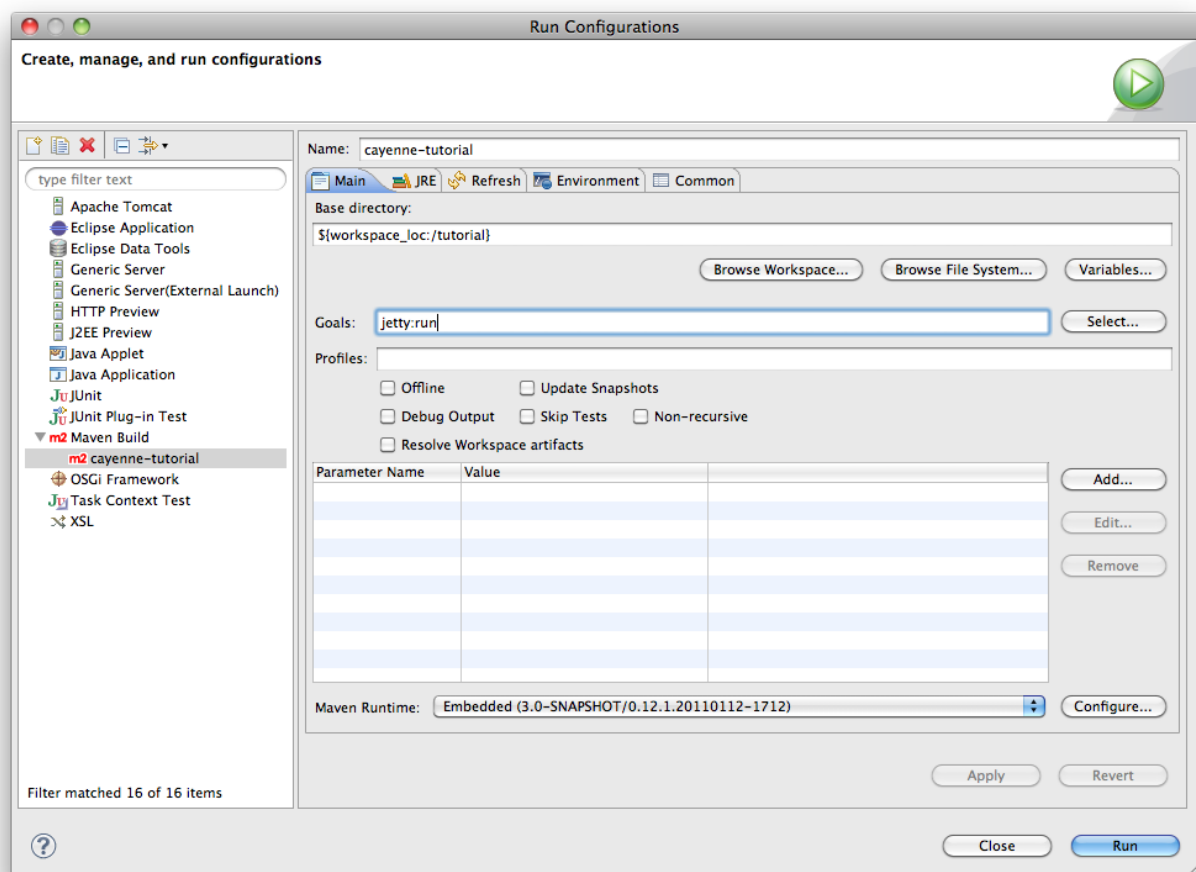 Run Configurations
Create, manage, and run configurations
type filter text
Apache Tomcat
Eclipse Application
Eclipse Data Tools
Generic Server
Generic Server(External Launch)
HTTP Preview
J2EE Preview
Java Applet
Java Application
Ju JUnit
JUnit Plug-in Test
m2 Maven Build
m2 cayenne-tutorial
OSGi Framework
Ju Task Context Test
XSL
Filter matched 16 of 16 items
Name: cayenne-tutorial
Main JRE Refresh Environment Common
Base directory:
${workspace_loc:/tutorial}
Browse Workspace... Browse File System... Variables...
Goals: jetty:run Select...
Profiles:
Offline Update Snapshots
Debug Output Skip Tests Non-recursive
Resolve Workspace artifacts
Parameter Name Value
Add...
Edit...
Remove
Maven Runtime: Embedded (3.0-SNAPSHOT/0.12.1.20110112-1712) Configure...
Apply Revert
? Close Run